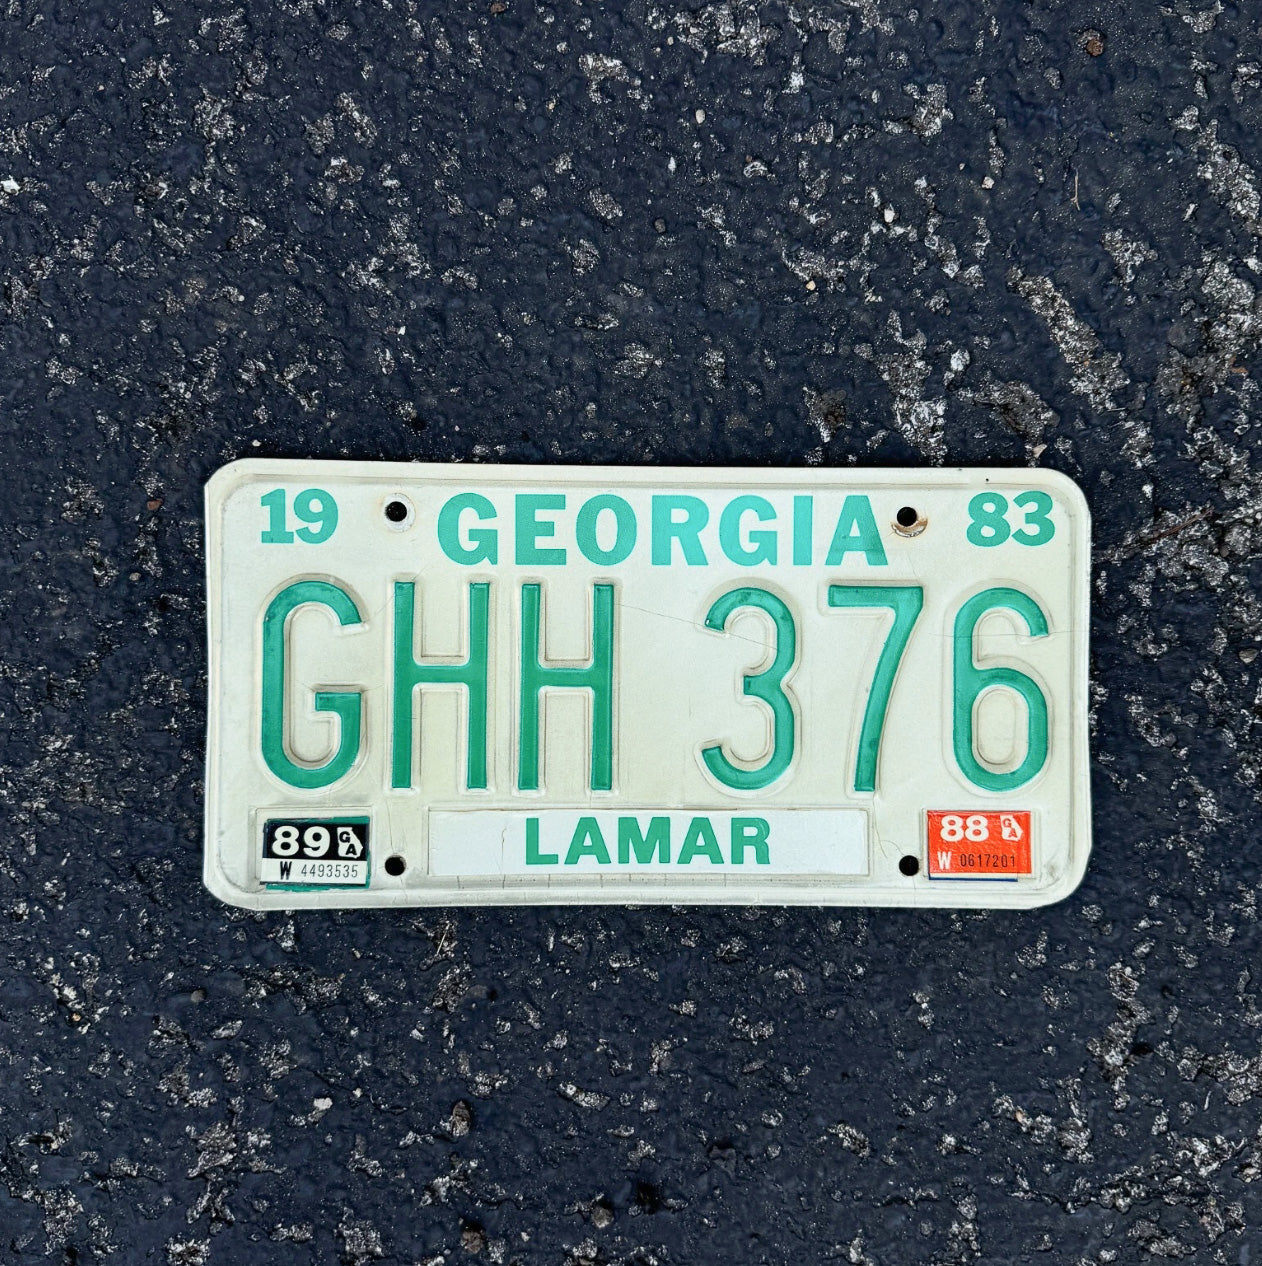 19 GEORGIA 83
GHH 376
89 GA LAMAR 88 GA
W 4493535 W 0617201